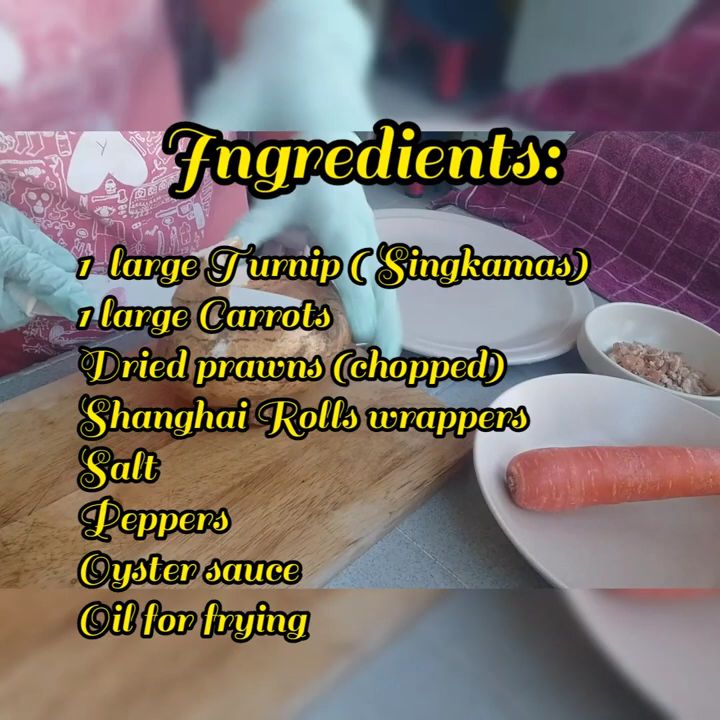 Ingredients:
1 large Turnip ( Singkamas)
1 large Carrots
Dried prawns (chopped)
Shanghai Rolls wrappers
Salt
Peppers
Oyster sauce
Oil for frying